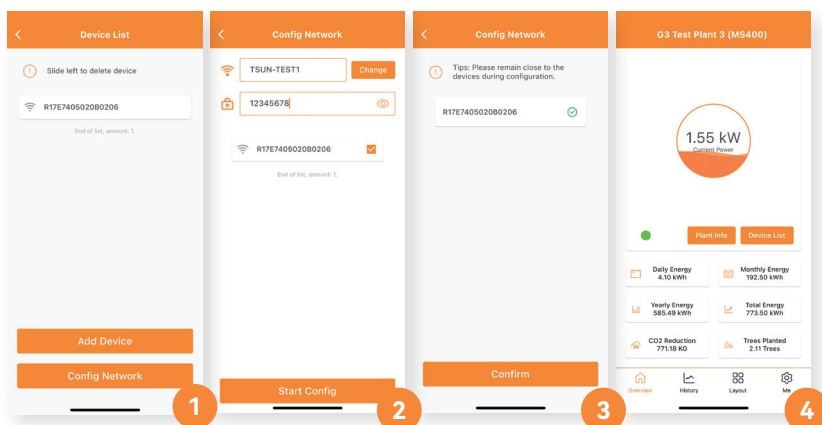 Device List
Slide left to delete device
R17E7405020B0206
End of list, amount: 1.
Add Device
Config Network
1
Config Network
TSUN-TEST1
Change
12345678
R17E7405020B0206
End of list, amount: 1.
Start Config
2
Config Network
Tips: Please remain close to the
devices during configuration.
R17E7405020B0206
Confirm
3
G3 Test Plant 3 (MS400)
1.55 kW
Current Power
Plant Info
Device List
Daily Energy
4.10 kWh
Monthly Energy
192.50 kWh
Yearly Energy
585.49 kWh
Total Energy
773.50 kWh
CO2 Reduction
771.18 KG
Trees Planted
2.11 Trees
Overview
History
Layout
Me
4